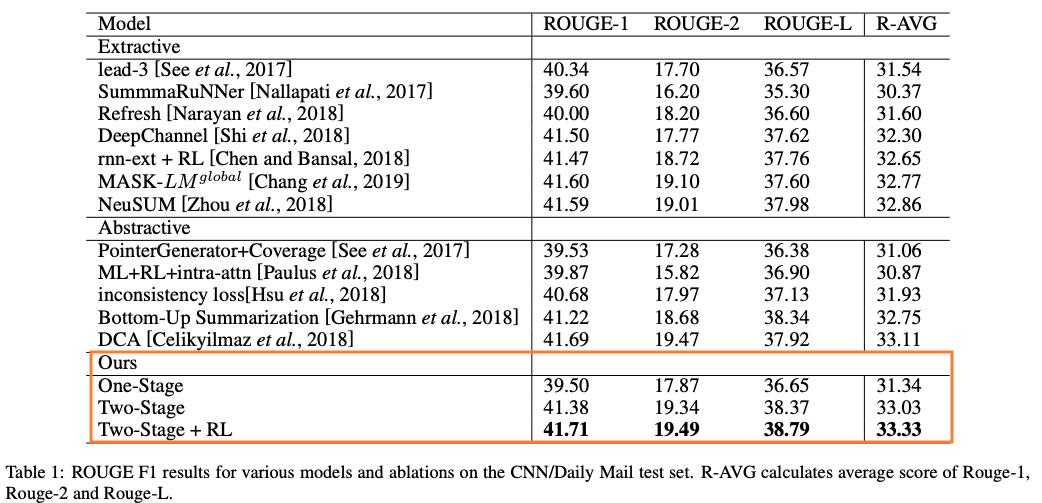 Model ROUGE-1 ROUGE-2 ROUGE-L R-AVG
Extractive
lead-3 [See et al., 2017] 40.34 17.70 36.57 31.54
SummmaRuNNer [Nallapati et al., 2017] 39.60 16.20 35.30 30.37
Refresh [Narayan et al., 2018] 40.00 18.20 36.60 31.60
DeepChannel [Shi et al., 2018] 41.50 17.77 37.62 32.30
rnn-ext + RL [Chen and Bansal, 2018] 41.47 18.72 37.76 32.65
MASK-LM^global [Chang et al., 2019] 41.60 19.10 37.60 32.77
NeuSUM [Zhou et al., 2018] 41.59 19.01 37.98 32.86
Abstractive
PointerGenerator+Coverage [See et al., 2017] 39.53 17.28 36.38 31.06
ML+RL+intra-attn [Paulus et al., 2018] 39.87 15.82 36.90 30.87
inconsistency loss[Hsu et al., 2018] 40.68 17.97 37.13 31.93
Bottom-Up Summarization [Gehrmann et al., 2018] 41.22 18.68 38.34 32.75
DCA [Celikyilmaz et al., 2018] 41.69 19.47 37.92 33.11
Ours
One-Stage 39.50 17.87 36.65 31.34
Two-Stage 41.38 19.34 38.37 33.03
Two-Stage + RL 41.71 19.49 38.79 33.33
Table 1: ROUGE F1 results for various models and ablations on the CNN/Daily Mail test set. R-AVG calculates average score of Rouge-1,
Rouge-2 and Rouge-L.